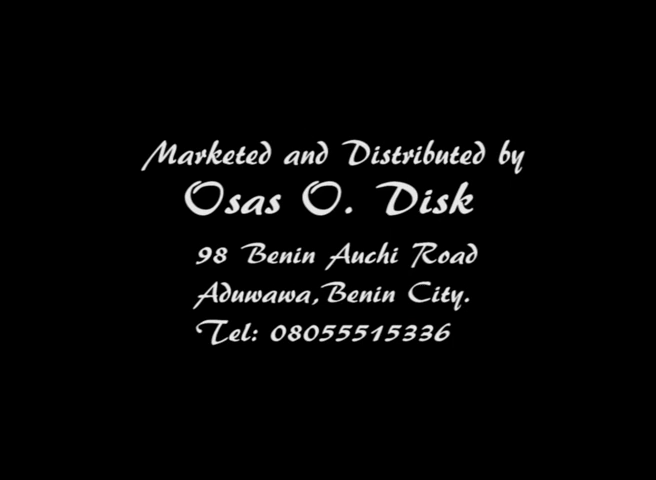 Marketed and Distributed by
Osas O. Disk
98 Benin Auchi Road
Aduwawa,Benin City.
Tel: 08055515336